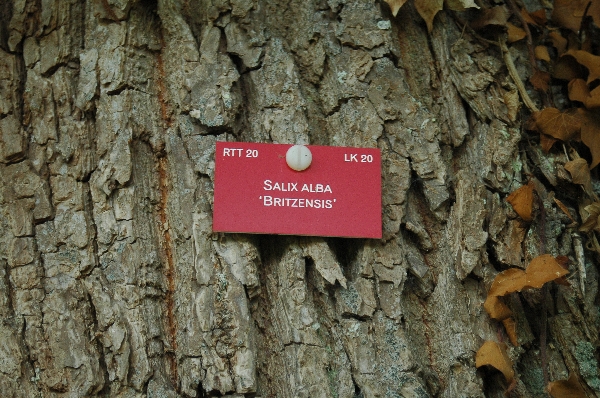 RTT 20 LK 20
SALIX ALBA
‘BRITZENSIS’